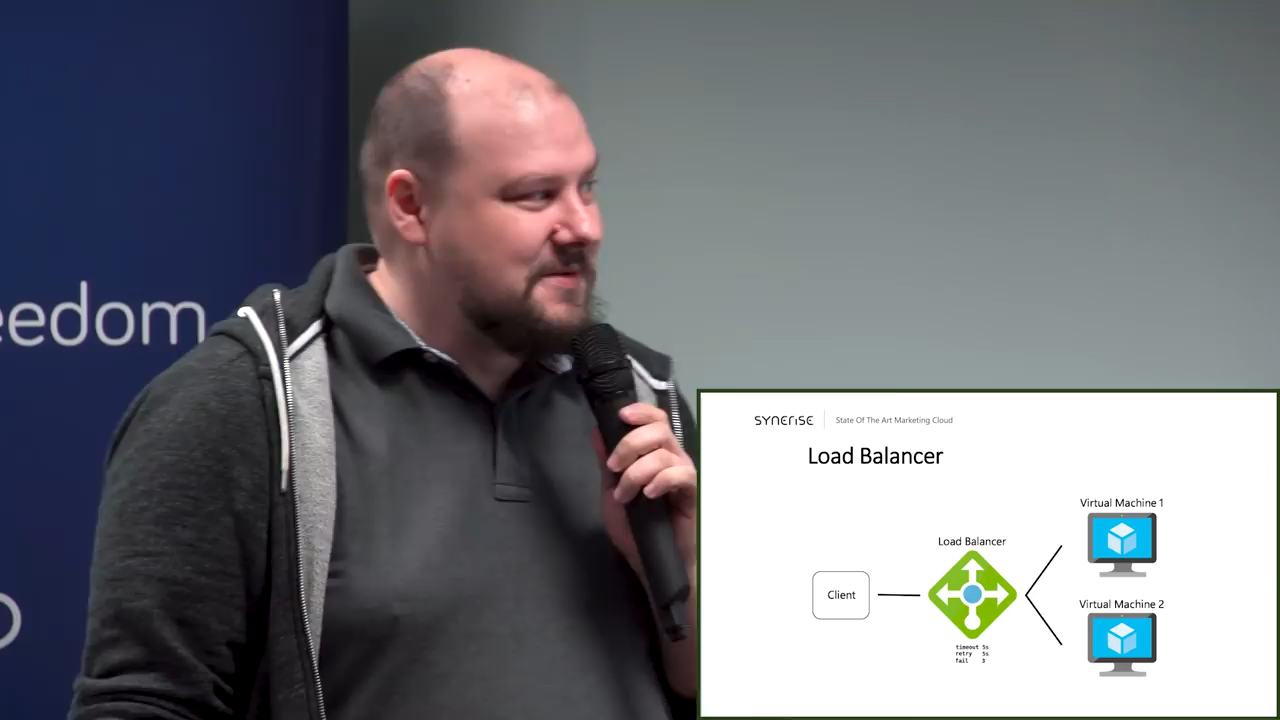 eedom
SYNERISE
State Of The Art Marketing Cloud
Load Balancer
Virtual Machine 1
Load Balancer
Client
Virtual Machine 2
timeout 5s
retry 5s
fail 3